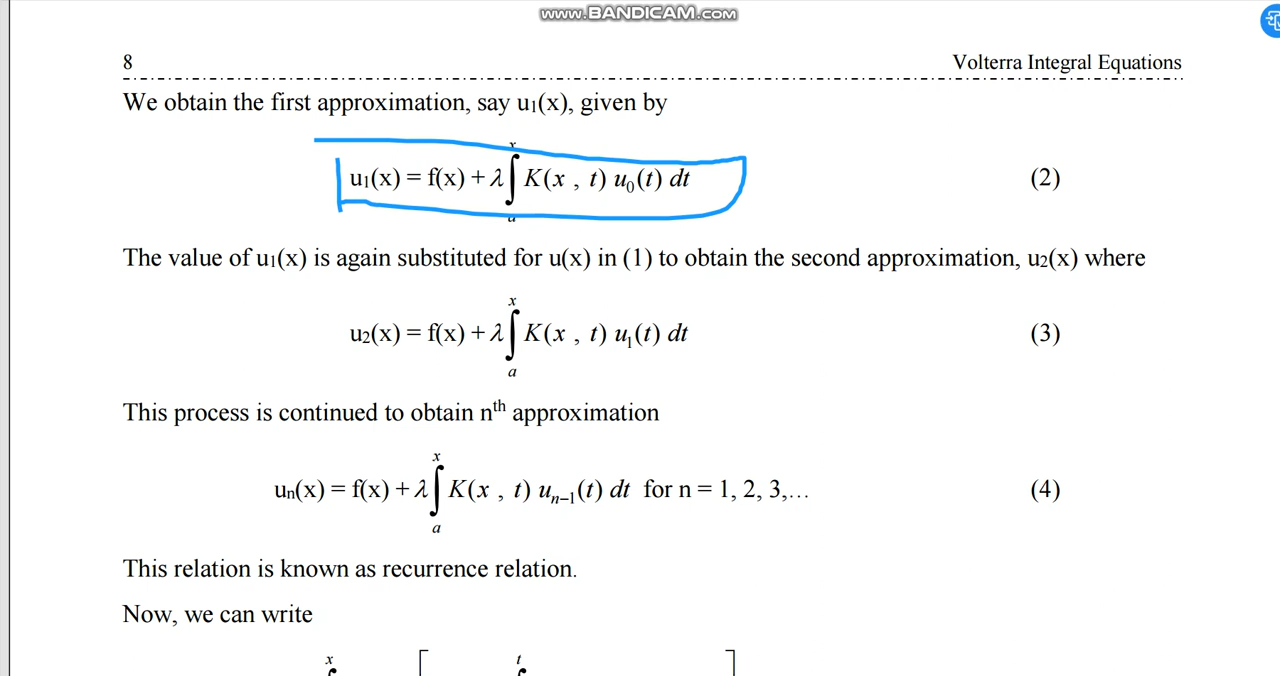 www.BANDICAM.com
8 Volterra Integral Equations
We obtain the first approximation, say u₁(x), given by
u₁(x) = f(x) + λ ∫ₐˣ K(x , t) u₀(t) dt (2)
The value of u₁(x) is again substituted for u(x) in (1) to obtain the second approximation, u₂(x) where
u₂(x) = f(x) + λ ∫ₐˣ K(x , t) u₁(t) dt (3)
This process is continued to obtain nᵗʰ approximation
uₙ(x) = f(x) + λ ∫ₐˣ K(x , t) uₙ₋₁(t) dt for n = 1, 2, 3,… (4)
This relation is known as recurrence relation.
Now, we can write
x t